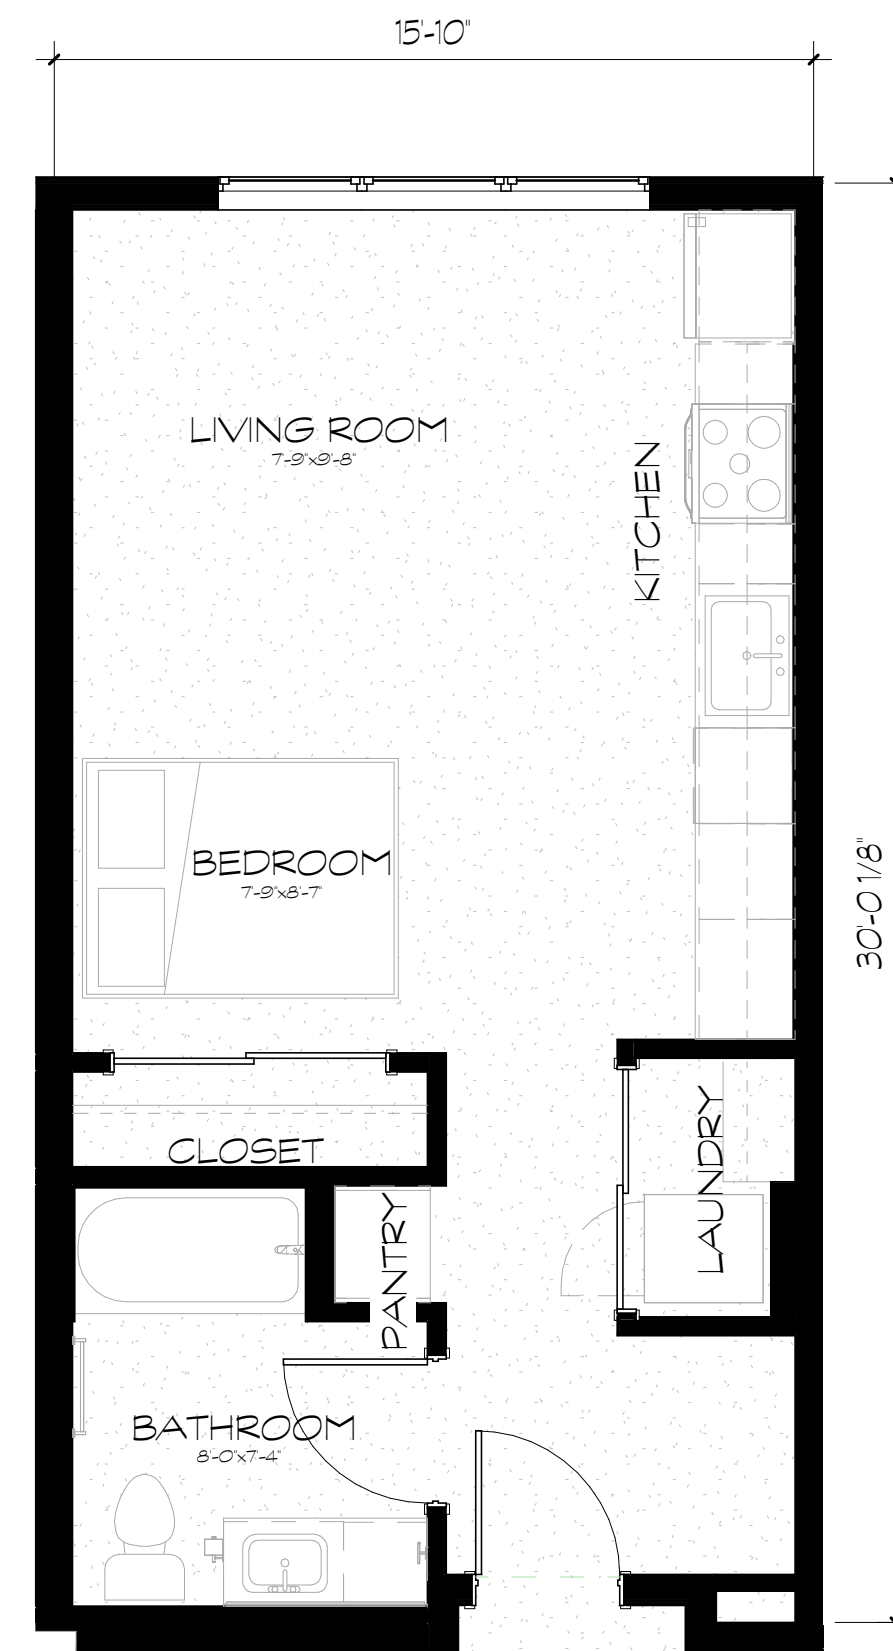 15'-10"
LIVING ROOM
7'-9"x9'-8"
KITCHEN
BEDROOM
7'-9"x8'-7"
30'-0 1/8"
CLOSET
LAUNDRY
PANTRY
BATHROOM
8'-0"x7'-4"